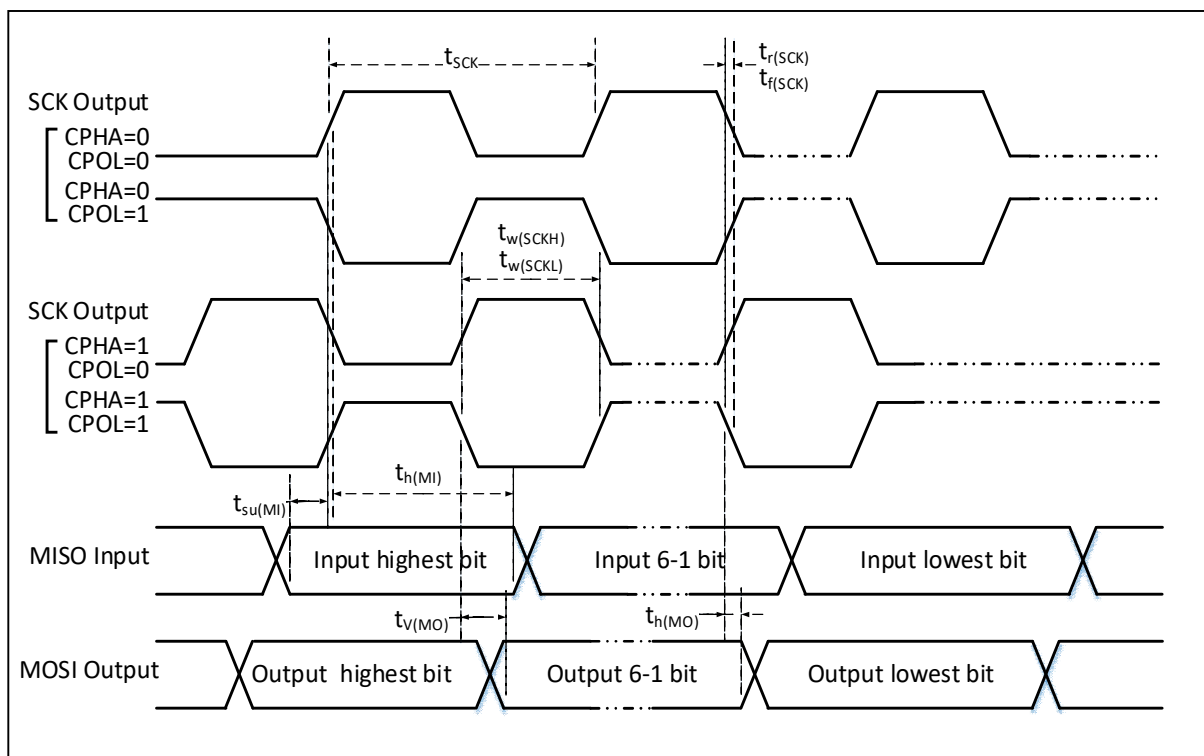 tSCK
tr(SCK)
tf(SCK)
SCK Output
CPHA=0
CPOL=0
CPHA=0
CPOL=1
tw(SCKH)
tw(SCKL)
SCK Output
CPHA=1
CPOL=0
CPHA=1
CPOL=1
th(MI)
tsu(MI)
MISO Input
Input highest bit
Input 6-1 bit
Input lowest bit
tV(MO)
th(MO)
MOSI Output
Output highest bit
Output 6-1 bit
Output lowest bit